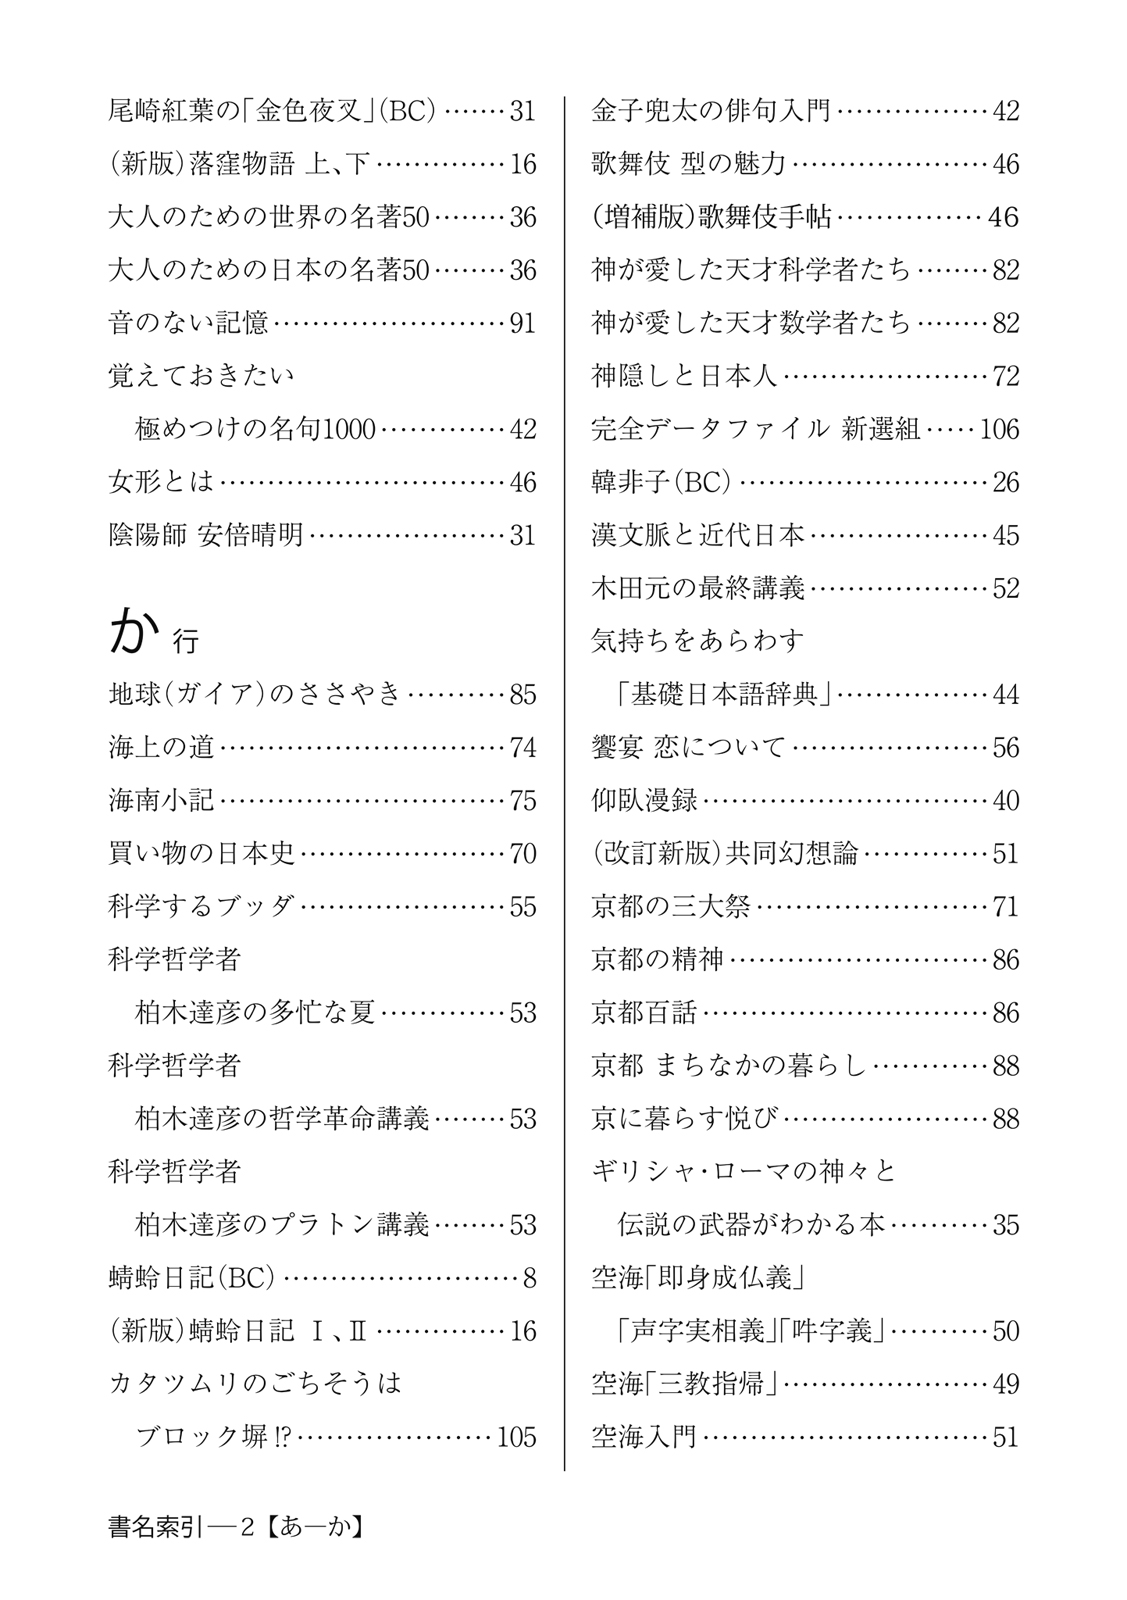 尾崎紅葉の「金色夜叉」(BC)·······31
(新版)落窪物語 上、下··············16
大人のための世界の名著50········36
大人のための日本の名著50········36
音のない記憶························91
覚えておきたい
極めつけの名句1000·············42
女形とは······························46
陰陽師 安倍晴明·····················31
か 行
地球(ガイア)のささやき··········85
海上の道······························74
海南小記······························75
買い物の日本史······················70
科学するブッダ······················55
科学哲学者
柏木達彦の多忙な夏·············53
科学哲学者
柏木達彦の哲学革命講義········53
科学哲学者
柏木達彦のプラトン講義········53
蜻蛉日記(BC)·························8
(新版)蜻蛉日記 Ⅰ、Ⅱ··············16
カタツムリのごちそうは
ブロック塀!?····················105
金子兜太の俳句入門················42
歌舞伎 型の魅力·····················46
(増補版)歌舞伎手帖················46
神が愛した天才科学者たち········82
神が愛した天才数学者たち········82
神隠しと日本人······················72
完全データファイル 新選組·····106
韓非子(BC)··························26
漢文脈と近代日本···················45
木田元の最終講義···················52
気持ちをあらわす
「基礎日本語辞典」················44
饗宴 恋について·····················56
仰臥漫録······························40
(改訂新版)共同幻想論·············51
京都の三大祭························71
京都の精神···························86
京都百話······························86
京都 まちなかの暮らし············88
京に暮らす悦び······················88
ギリシャ・ローマの神々と
伝説の武器がわかる本··········35
空海「即身成仏義」
「声字実相義」「吽字義」··········50
空海「三教指帰」······················49
空海入門······························51
書名索引―2【あ―か】